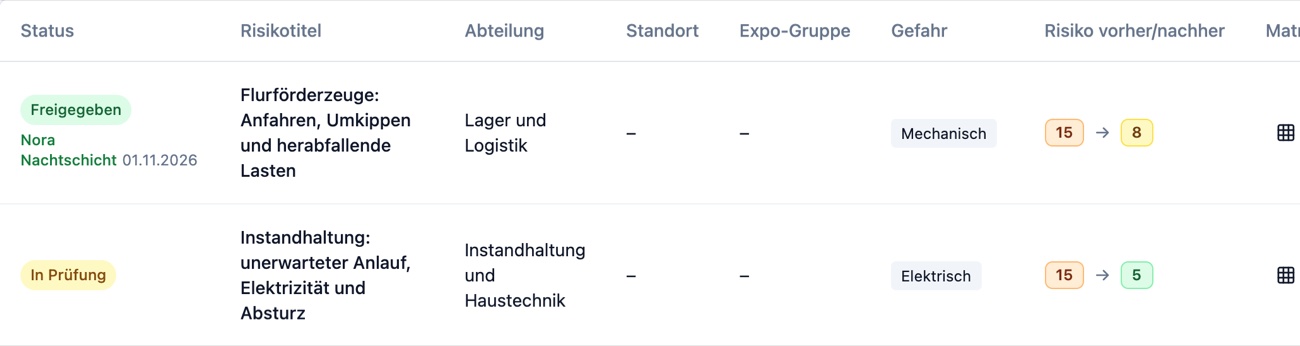 Status Risikotitel Abteilung Standort Expo-Gruppe Gefahr Risiko vorher/nachher Matr
Freigegeben
Nora
Nachtschicht 01.11.2026
Flurförderzeuge:
Anfahren, Umkippen
und herabfallende
Lasten
Lager und
Logistik
–
–
Mechanisch
15 → 8
In Prüfung
Instandhaltung:
unerwarteter Anlauf,
Elektrizität und
Absturz
Instandhaltung
und
Haustechnik
–
–
Elektrisch
15 → 5